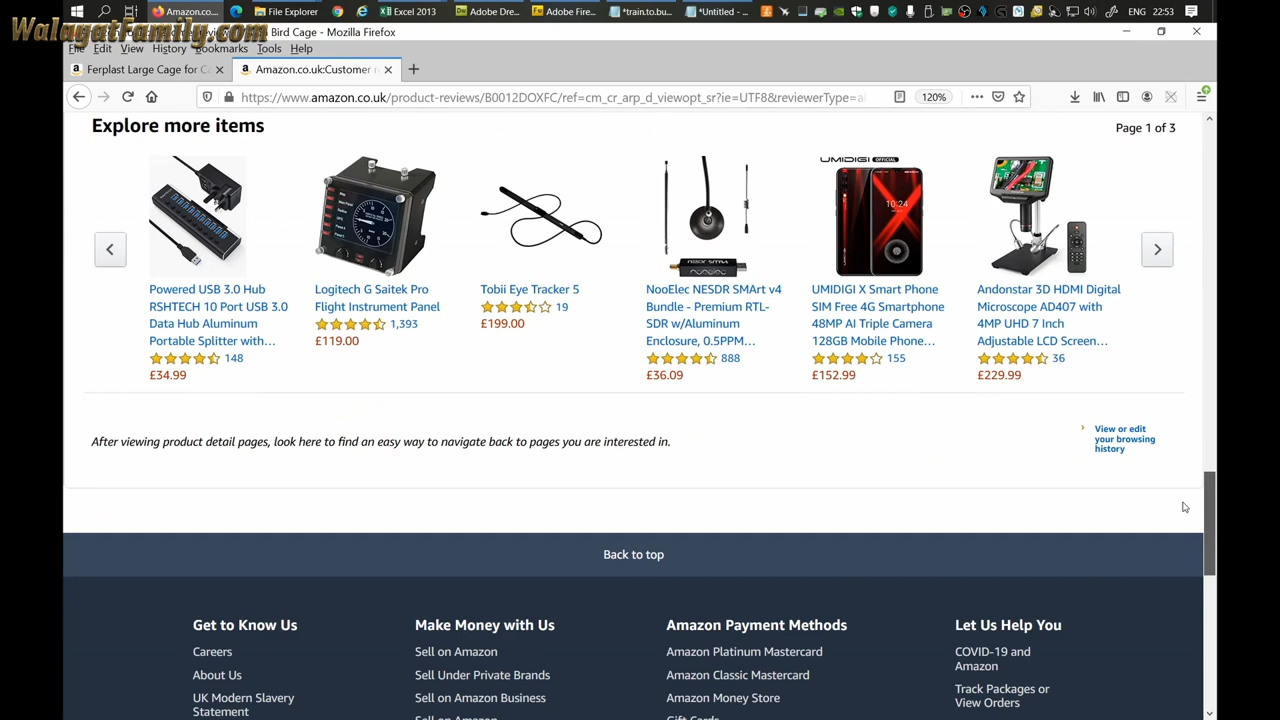 WalagatFamily.com
Amazon.co...
File Explorer
Excel 2013
Adobe Dre...
Adobe Fire...
*train.to.bu...
*Untitled - ...
ENG
22:53
Bird Cage - Mozilla Firefox
File Edit View History Bookmarks Tools Help
Ferplast Large Cage for C
Amazon.co.uk:Customer r
https://www.amazon.co.uk/product-reviews/B0012DOXFC/ref=cm_cr_arp_d_viewopt_sr?ie=UTF8&reviewerType=a
120%
Explore more items
Page 1 of 3
Powered USB 3.0 Hub
RSHTECH 10 Port USB 3.0
Data Hub Aluminum
Portable Splitter with...
148
£34.99
Logitech G Saitek Pro
Flight Instrument Panel
1,393
£119.00
Tobii Eye Tracker 5
19
£199.00
NESDR SMArt
NooElec NESDR SMArt v4
Bundle - Premium RTL-
SDR w/Aluminum
Enclosure, 0.5PPM...
888
£36.09
UMIDIGI OFFICIAL
10:24
UMIDIGI X Smart Phone
SIM Free 4G Smartphone
48MP AI Triple Camera
128GB Mobile Phone...
155
£152.99
Andonstar 3D HDMI Digital
Microscope AD407 with
4MP UHD 7 Inch
Adjustable LCD Screen...
36
£229.99
After viewing product detail pages, look here to find an easy way to navigate back to pages you are interested in.
View or edit
your browsing
history
Back to top
Get to Know Us
Careers
About Us
UK Modern Slavery
Statement
Make Money with Us
Sell on Amazon
Sell Under Private Brands
Sell on Amazon Business
Sell on Amazon
Amazon Payment Methods
Amazon Platinum Mastercard
Amazon Classic Mastercard
Amazon Money Store
Gift Cards
Let Us Help You
COVID-19 and
Amazon
Track Packages or
View Orders